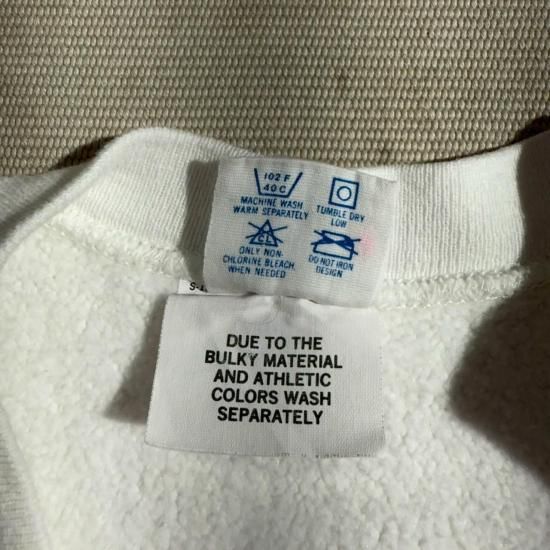 102 F
40 C
MACHINE WASH
WARM SEPARATELY
TUMBLE DRY
LOW
CL
ONLY NON-
CHLORINE BLEACH,
WHEN NEEDED
DO NOT IRON
DESIGN
DUE TO THE
BULKY MATERIAL
AND ATHLETIC
COLORS WASH
SEPARATELY